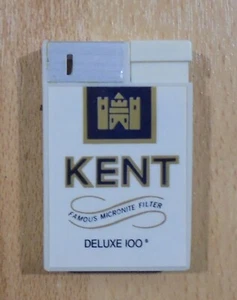 KENT
FAMOUS MICRONITE FILTER
DELUXE 100's